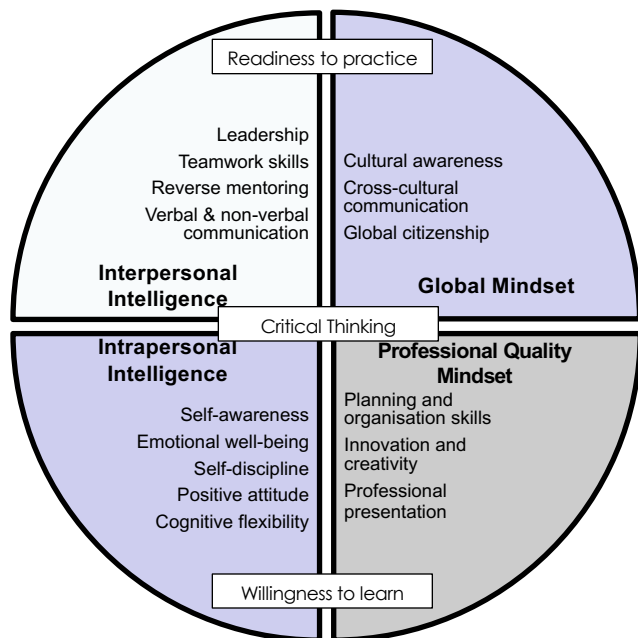 Readiness to practice
Leadership
Teamwork skills
Reverse mentoring
Verbal & non-verbal
communication
Interpersonal
Intelligence
Cultural awareness
Cross-cultural
communication
Global citizenship
Global Mindset
Critical Thinking
Intrapersonal
Intelligence
Self-awareness
Emotional well-being
Self-discipline
Positive attitude
Cognitive flexibility
Professional Quality
Mindset
Planning and
organisation skills
Innovation and
creativity
Professional
presentation
Willingness to learn